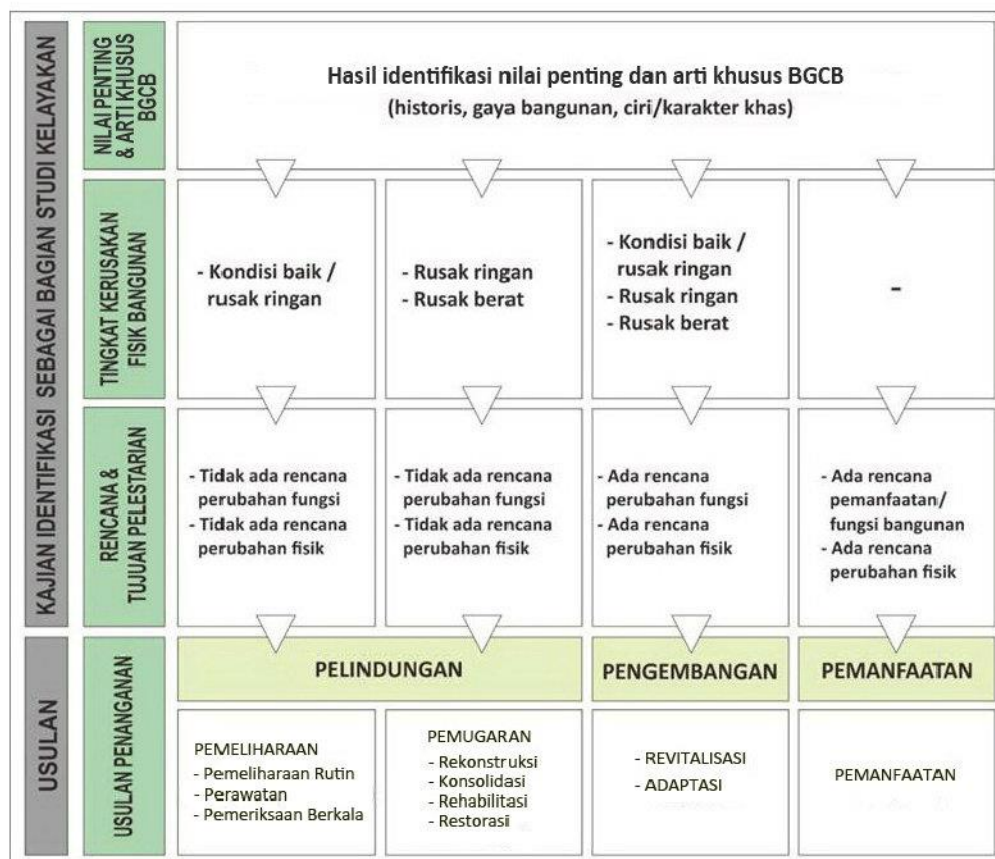 KAJIAN IDENTIFIKASI SEBAGAI BAGIAN STUDI KELAYAKAN
NILAI PENTING
& ARTI KHUSUS
BGCB
Hasil identifikasi nilai penting dan arti khusus BGCB
(historis, gaya bangunan, ciri/karakter khas)
TINGKAT KERUSAKAN
FISIK BANGUNAN
- Kondisi baik /
rusak ringan
- Rusak ringan
- Rusak berat
- Kondisi baik /
rusak ringan
- Rusak ringan
- Rusak berat
-
RENCANA &
TUJUAN PELESTARIAN
- Tidak ada rencana
perubahan fungsi
- Tidak ada rencana
perubahan fisik
- Tidak ada rencana
perubahan fungsi
- Tidak ada rencana
perubahan fisik
- Ada rencana
perubahan fungsi
- Ada rencana
perubahan fisik
- Ada rencana
pemanfaatan/
fungsi bangunan
- Ada rencana
perubahan fisik
USULAN
USULAN PENANGANAN
PELINDUNGAN
PENGEMBANGAN
PEMANFAATAN
PEMELIHARAAN
- Pemeliharaan Rutin
- Perawatan
- Pemeriksaan Berkala
PEMUGARAN
- Rekonstruksi
- Konsolidasi
- Rehabilitasi
- Restorasi
- REVITALISASI
- ADAPTASI
PEMANFAATAN